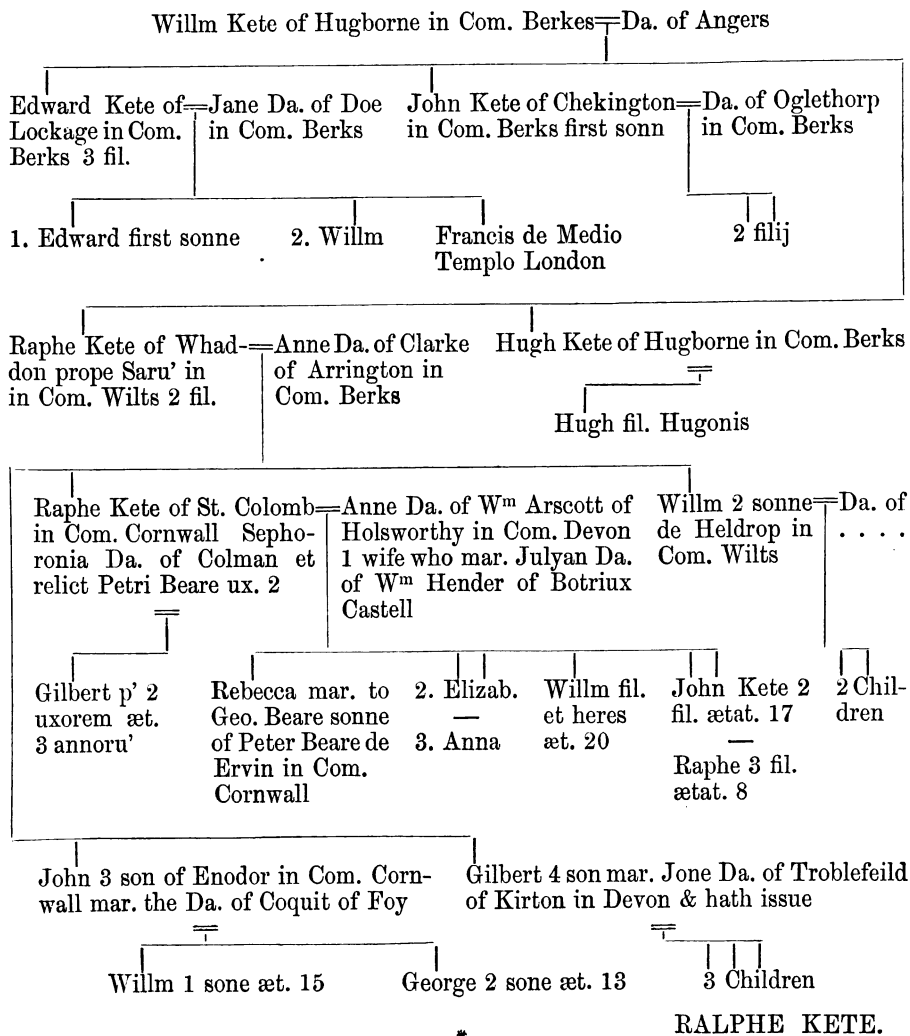 Willm Kete of Hugborne in Com. Berkes=Da. of Angers
Edward Kete of=Jane Da. of Doe
Lockage in Com. in Com. Berks
Berks 3 fil.
John Kete of Chekington=Da. of Oglethorp
in Com. Berks first sonn in Com. Berks
1. Edward first sonne
2. Willm
Francis de Medio
Templo London
2 filij
Raphe Kete of Whad-=Anne Da. of Clarke
don prope Saru' in of Arrington in
in Com. Wilts 2 fil. Com. Berks
Hugh Kete of Hugborne in Com. Berks
Hugh fil. Hugonis
Raphe Kete of St. Colomb=Anne Da. of Wm Arscott of
in Com. Cornwall Sepho- Holsworthy in Com. Devon
ronia Da. of Colman et 1 wife who mar. Julyan Da.
relict Petri Beare ux. 2 of Wm Hender of Botriux
Castell
Willm 2 sonne=Da. of
de Heldrop in . . . .
Com. Wilts
Gilbert p' 2
uxorem æt.
3 annoru'
Rebecca mar. to
Geo. Beare sonne
of Peter Beare de
Ervin in Com.
Cornwall
2. Elizab.
—
3. Anna
Willm fil.
et heres
æt. 20
John Kete 2
fil. ætat. 17
—
Raphe 3 fil.
ætat. 8
2 Chil-
dren
John 3 son of Enodor in Com. Corn-
wall mar. the Da. of Coquit of Foy
Gilbert 4 son mar. Jone Da. of Troblefeild
of Kirton in Devon & hath issue
Willm 1 sone æt. 15
George 2 sone æt. 13
3 Children
RALPHE KETE.